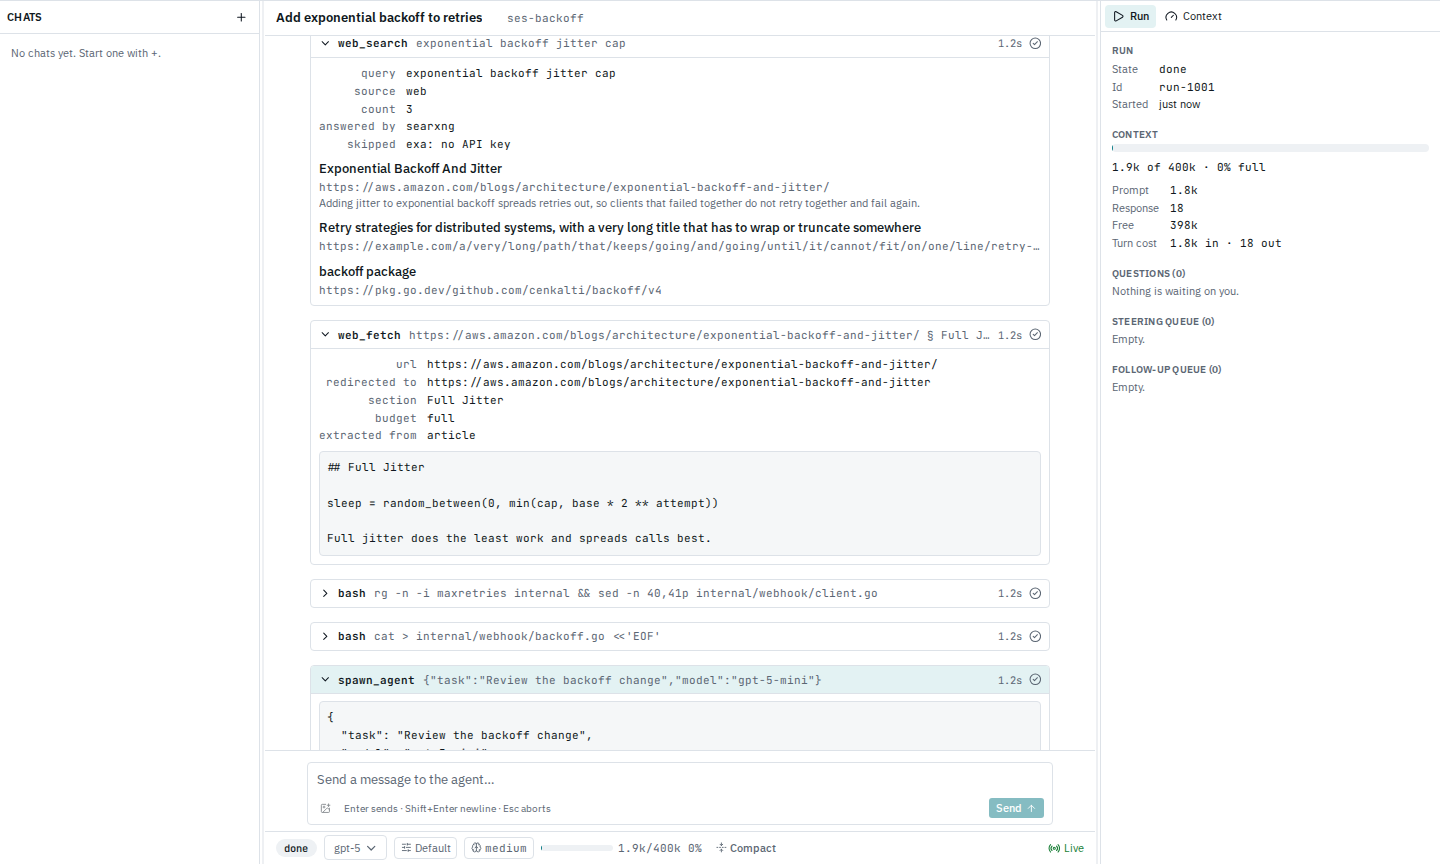 CHATS
No chats yet. Start one with +.
Add exponential backoff to retries ses-backoff
web_search exponential backoff jitter cap 1.2s
query exponential backoff jitter cap
source web
count 3
answered by searxng
skipped exa: no API key
Exponential Backoff And Jitter
https://aws.amazon.com/blogs/architecture/exponential-backoff-and-jitter/
Adding jitter to exponential backoff spreads retries out, so clients that failed together do not retry together and fail again.
Retry strategies for distributed systems, with a very long title that has to wrap or truncate somewhere
https://example.com/a/very/long/path/that/keeps/going/and/going/until/it/cannot/fit/on/one/line/retry-…
backoff package
https://pkg.go.dev/github.com/cenkalti/backoff/v4
web_fetch https://aws.amazon.com/blogs/architecture/exponential-backoff-and-jitter/ § Full J… 1.2s
url https://aws.amazon.com/blogs/architecture/exponential-backoff-and-jitter/
redirected to https://aws.amazon.com/blogs/architecture/exponential-backoff-and-jitter
section Full Jitter
budget full
extracted from article
## Full Jitter
sleep = random_between(0, min(cap, base * 2 ** attempt))
Full jitter does the least work and spreads calls best.
bash rg -n -i maxretries internal && sed -n 40,41p internal/webhook/client.go 1.2s
bash cat > internal/webhook/backoff.go <<'EOF' 1.2s
spawn_agent {"task":"Review the backoff change","model":"gpt-5-mini"} 1.2s
{
"task": "Review the backoff change",
Send a message to the agent…
Enter sends · Shift+Enter newline · Esc aborts
Send
done gpt-5 Default medium 1.9k/400k 0% Compact Live
Run Context
RUN
State done
Id run-1001
Started just now
CONTEXT
1.9k of 400k · 0% full
Prompt 1.8k
Response 18
Free 398k
Turn cost 1.8k in · 18 out
QUESTIONS (0)
Nothing is waiting on you.
STEERING QUEUE (0)
Empty.
FOLLOW-UP QUEUE (0)
Empty.